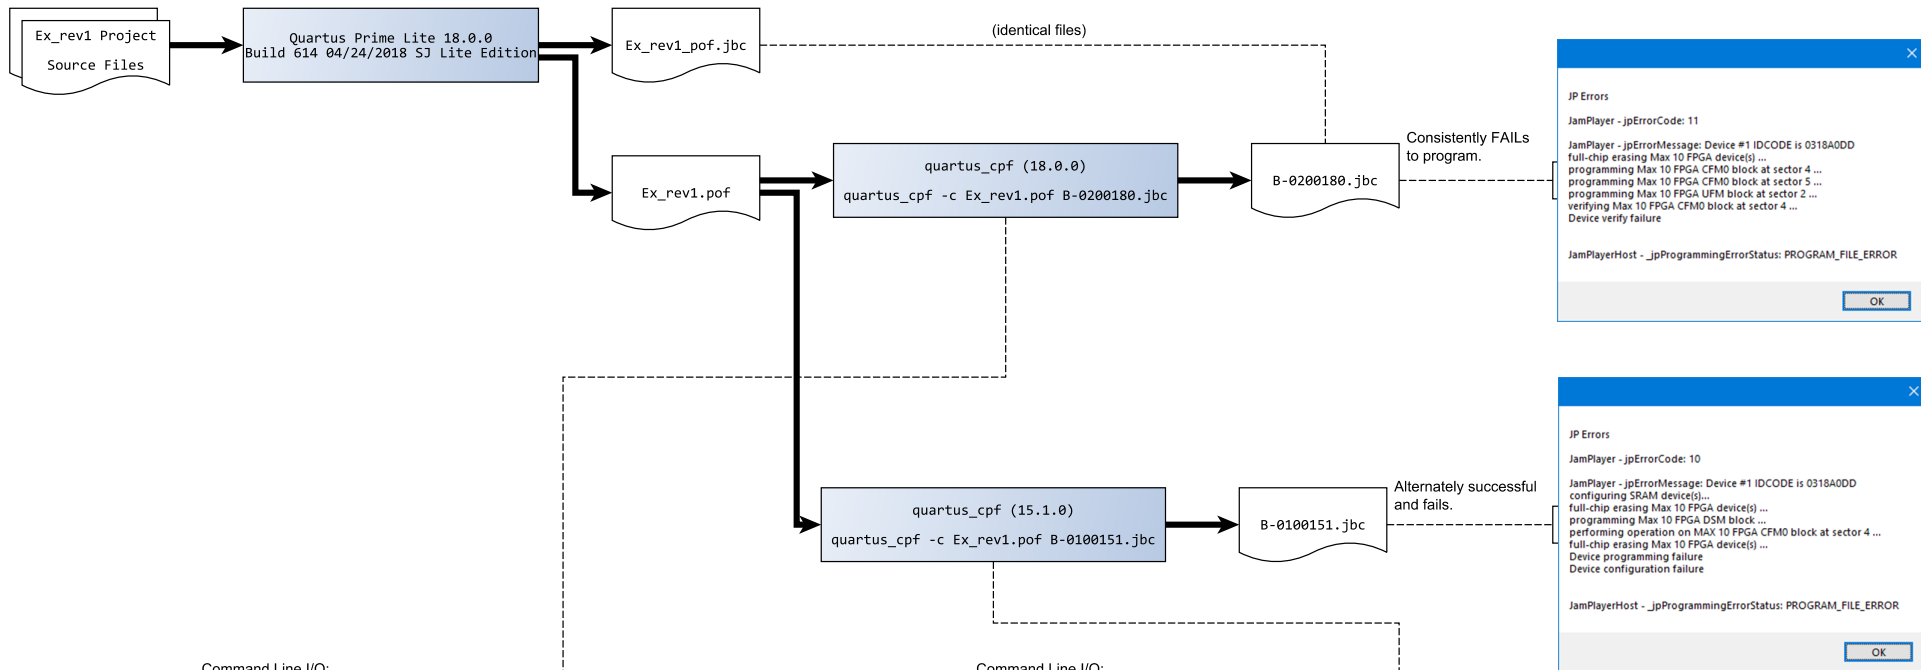 Ex_rev1 Project
Source Files
Quartus Prime Lite 18.0.0
Build 614 04/24/2018 SJ Lite Edition
Ex_rev1_pof.jbc
(identical files)
Ex_rev1.pof
quartus_cpf (18.0.0)
quartus_cpf -c Ex_rev1.pof B-0200180.jbc
B-0200180.jbc
Consistently FAILs
to program.
JP Errors
JamPlayer - jpErrorCode: 11
JamPlayer - jpErrorMessage: Device #1 IDCODE is 0318A0DD
full-chip erasing Max 10 FPGA device(s) ...
programming Max 10 FPGA CFM0 block at sector 4 ...
programming Max 10 FPGA CFM0 block at sector 5 ...
programming Max 10 FPGA UFM block at sector 2 ...
verifying Max 10 FPGA CFM0 block at sector 4 ...
Device verify failure
JamPlayerHost - _jpProgrammingErrorStatus: PROGRAM_FILE_ERROR
OK
quartus_cpf (15.1.0)
quartus_cpf -c Ex_rev1.pof B-0100151.jbc
B-0100151.jbc
Alternately successful
and fails.
JP Errors
JamPlayer - jpErrorCode: 10
JamPlayer - jpErrorMessage: Device #1 IDCODE is 0318A0DD
configuring SRAM device(s)...
full-chip erasing Max 10 FPGA device(s) ...
programming Max 10 FPGA DSM block ...
performing operation on MAX 10 FPGA CFM0 block at sector 4 ...
full-chip erasing Max 10 FPGA device(s) ...
Device programming failure
Device configuration failure
JamPlayerHost - _jpProgrammingErrorStatus: PROGRAM_FILE_ERROR
OK
Command Line I/O:
Command Line I/O: